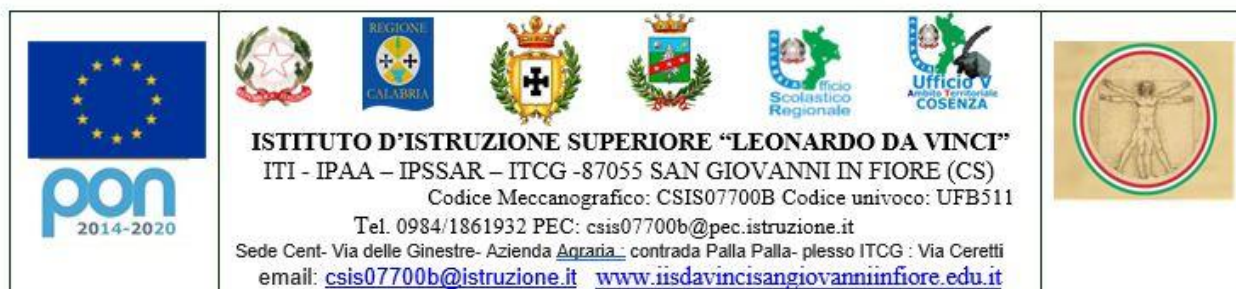 pon
2014-2020
REGIONE
CALABRIA
Ufficio
Scolastico
Regionale
Ufficio V
Ambito Territoriale
COSENZA
ISTITUTO D’ISTRUZIONE SUPERIORE “LEONARDO DA VINCI”
ITI - IPAA – IPSSAR – ITCG -87055 SAN GIOVANNI IN FIORE (CS)
Codice Meccanografico: CSIS07700B Codice univoco: UFB511
Tel. 0984/1861932 PEC: csis07700b@pec.istruzione.it
Sede Cent- Via delle Ginestre- Azienda Agraria : contrada Palla Palla- plesso ITCG : Via Ceretti
email: csis07700b@istruzione.it www.iisdavincisangiovanniinfiore.edu.it